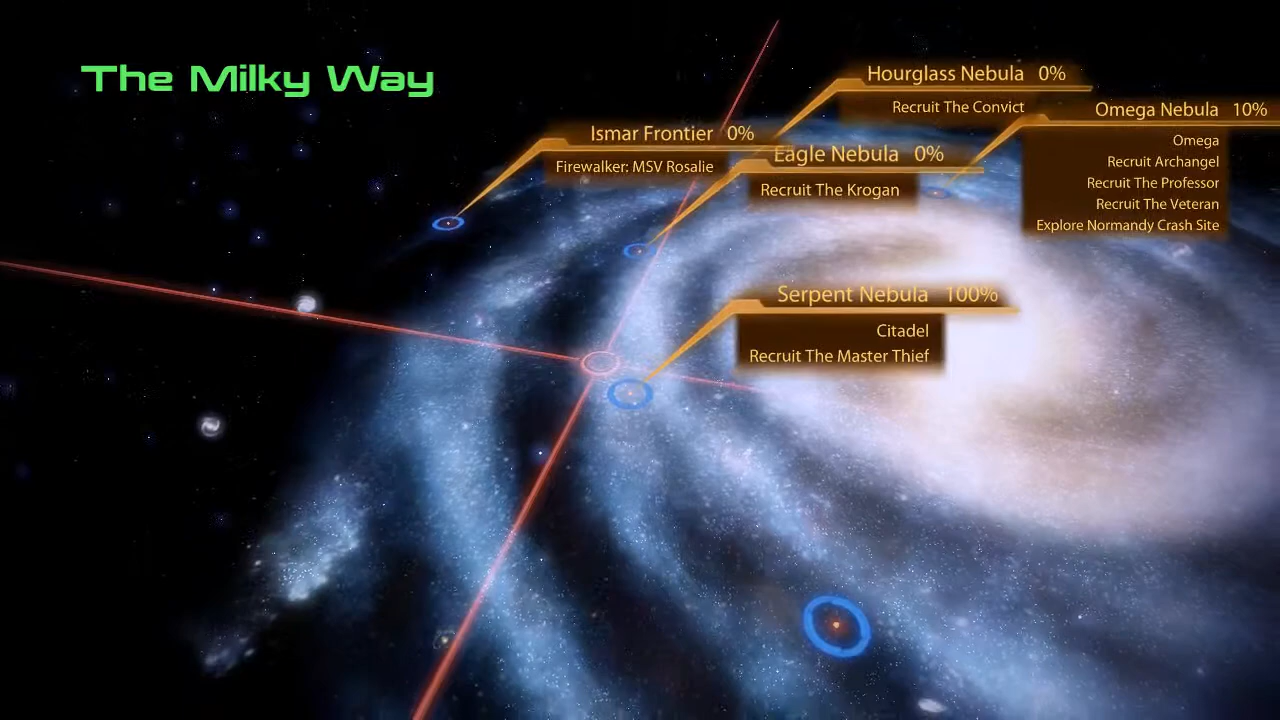 The Milky Way
Hourglass Nebula 0%
Recruit The Convict
Omega Nebula 10%
Omega
Recruit Archangel
Recruit The Professor
Recruit The Veteran
Explore Normandy Crash Site
Ismar Frontier 0%
Firewalker: MSV Rosalie
Eagle Nebula 0%
Recruit The Krogan
Serpent Nebula 100%
Citadel
Recruit The Master Thief